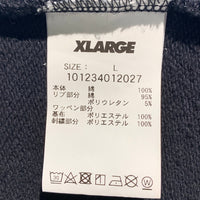 XLARGE
SIZE: L
101234012027
本体 綿 100%
リブ部分 綿 95%
ポリウレタン 5%
ワッペン部分
基布 ポリエステル 100%
刺繍部分 ポリエステル 100%